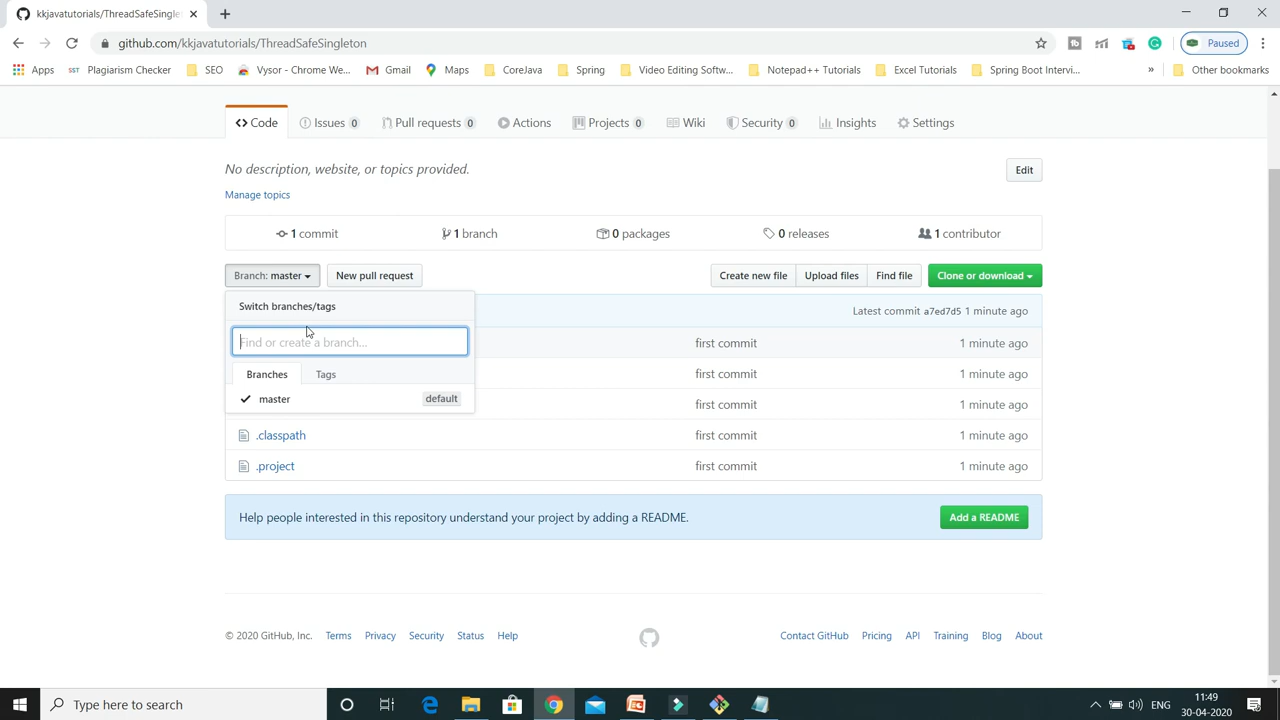 kkjavatutorials/ThreadSafeSingle
github.com/kkjavatutorials/ThreadSafeSingleton
Paused
Apps
Plagiarism Checker
SEO
Vysor - Chrome We...
Gmail
Maps
CoreJava
Spring
Video Editing Softw...
Notepad++ Tutorials
Excel Tutorials
Spring Boot Intervi...
»
Other bookmarks
Code
Issues 0
Pull requests 0
Actions
Projects 0
Wiki
Security 0
Insights
Settings
No description, website, or topics provided.
Edit
Manage topics
1 commit
1 branch
0 packages
0 releases
1 contributor
Branch: master
New pull request
Create new file
Upload files
Find file
Clone or download
Switch branches/tags
Latest commit a7ed7d5 1 minute ago
Find or create a branch...
first commit 1 minute ago
Branches
Tags
first commit 1 minute ago
master default
first commit 1 minute ago
.classpath first commit 1 minute ago
.project first commit 1 minute ago
Help people interested in this repository understand your project by adding a README.
Add a README
© 2020 GitHub, Inc.
Terms
Privacy
Security
Status
Help
Contact GitHub
Pricing
API
Training
Blog
About
Type here to search
ENG
11:49
30-04-2020